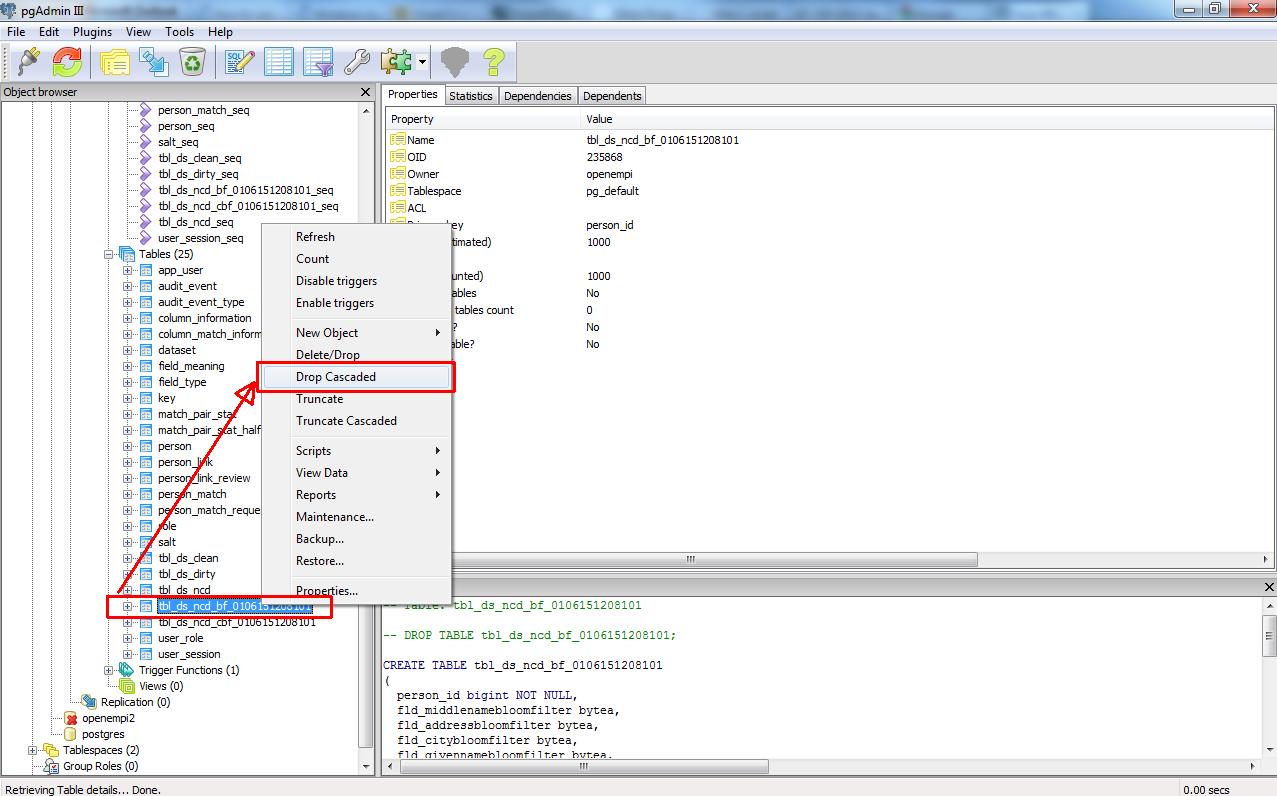 pgAdmin III
File Edit Plugins View Tools Help
SQL
Object browser
person_match_seq
person_seq
salt_seq
tbl_ds_clean_seq
tbl_ds_dirty_seq
tbl_ds_ncd_bf_0106151208101_seq
tbl_ds_ncd_cbf_0106151208101_seq
tbl_ds_ncd_seq
user_session_seq
Tables (25)
app_user
audit_event
audit_event_type
column_information
column_match_inform
dataset
field_meaning
field_type
key
match_pair_stat
match_pair_stat_half
person
person_link
person_link_review
person_match
person_match_reque
role
salt
tbl_ds_clean
tbl_ds_dirty
tbl_ds_ncd
tbl_ds_ncd_bf_0106151208101
tbl_ds_ncd_cbf_0106151208101
user_role
user_session
Trigger Functions (1)
Views (0)
Replication (0)
openempi2
postgres
Tablespaces (2)
Group Roles (0)
Refresh
Count
Disable triggers
Enable triggers
New Object
Delete/Drop
Drop Cascaded
Truncate
Truncate Cascaded
Scripts
View Data
Reports
Maintenance...
Backup...
Restore...
Properties...
Properties Statistics Dependencies Dependents
Property Value
Name tbl_ds_ncd_bf_0106151208101
OID 235868
Owner openempi
Tablespace pg_default
ACL
key person_id
timated) 1000
unted) 1000
ables No
tables count 0
? No
able? No
-- Table: tbl_ds_ncd_bf_0106151208101
-- DROP TABLE tbl_ds_ncd_bf_0106151208101;
CREATE TABLE tbl_ds_ncd_bf_0106151208101
(
person_id bigint NOT NULL,
fld_middlenamebloomfilter bytea,
fld_addressbloomfilter bytea,
fld_citybloomfilter bytea,
fld_givennamebloomfilter bytea,
Retrieving Table details... Done.
0.00 secs